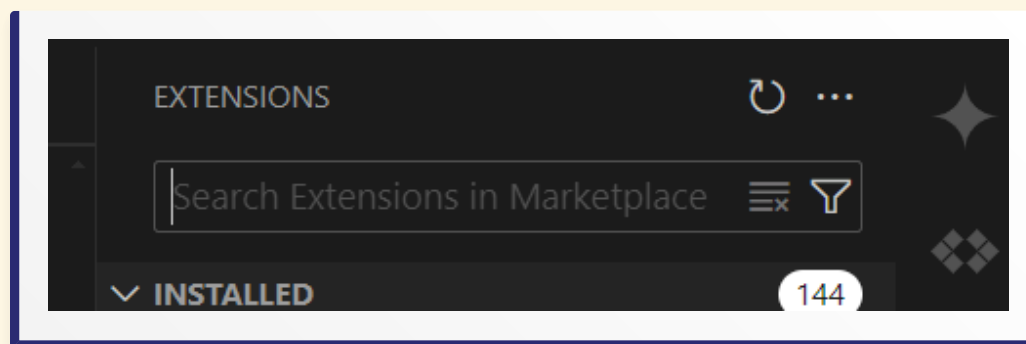 EXTENSIONS
Search Extensions in Marketplace
INSTALLED 144